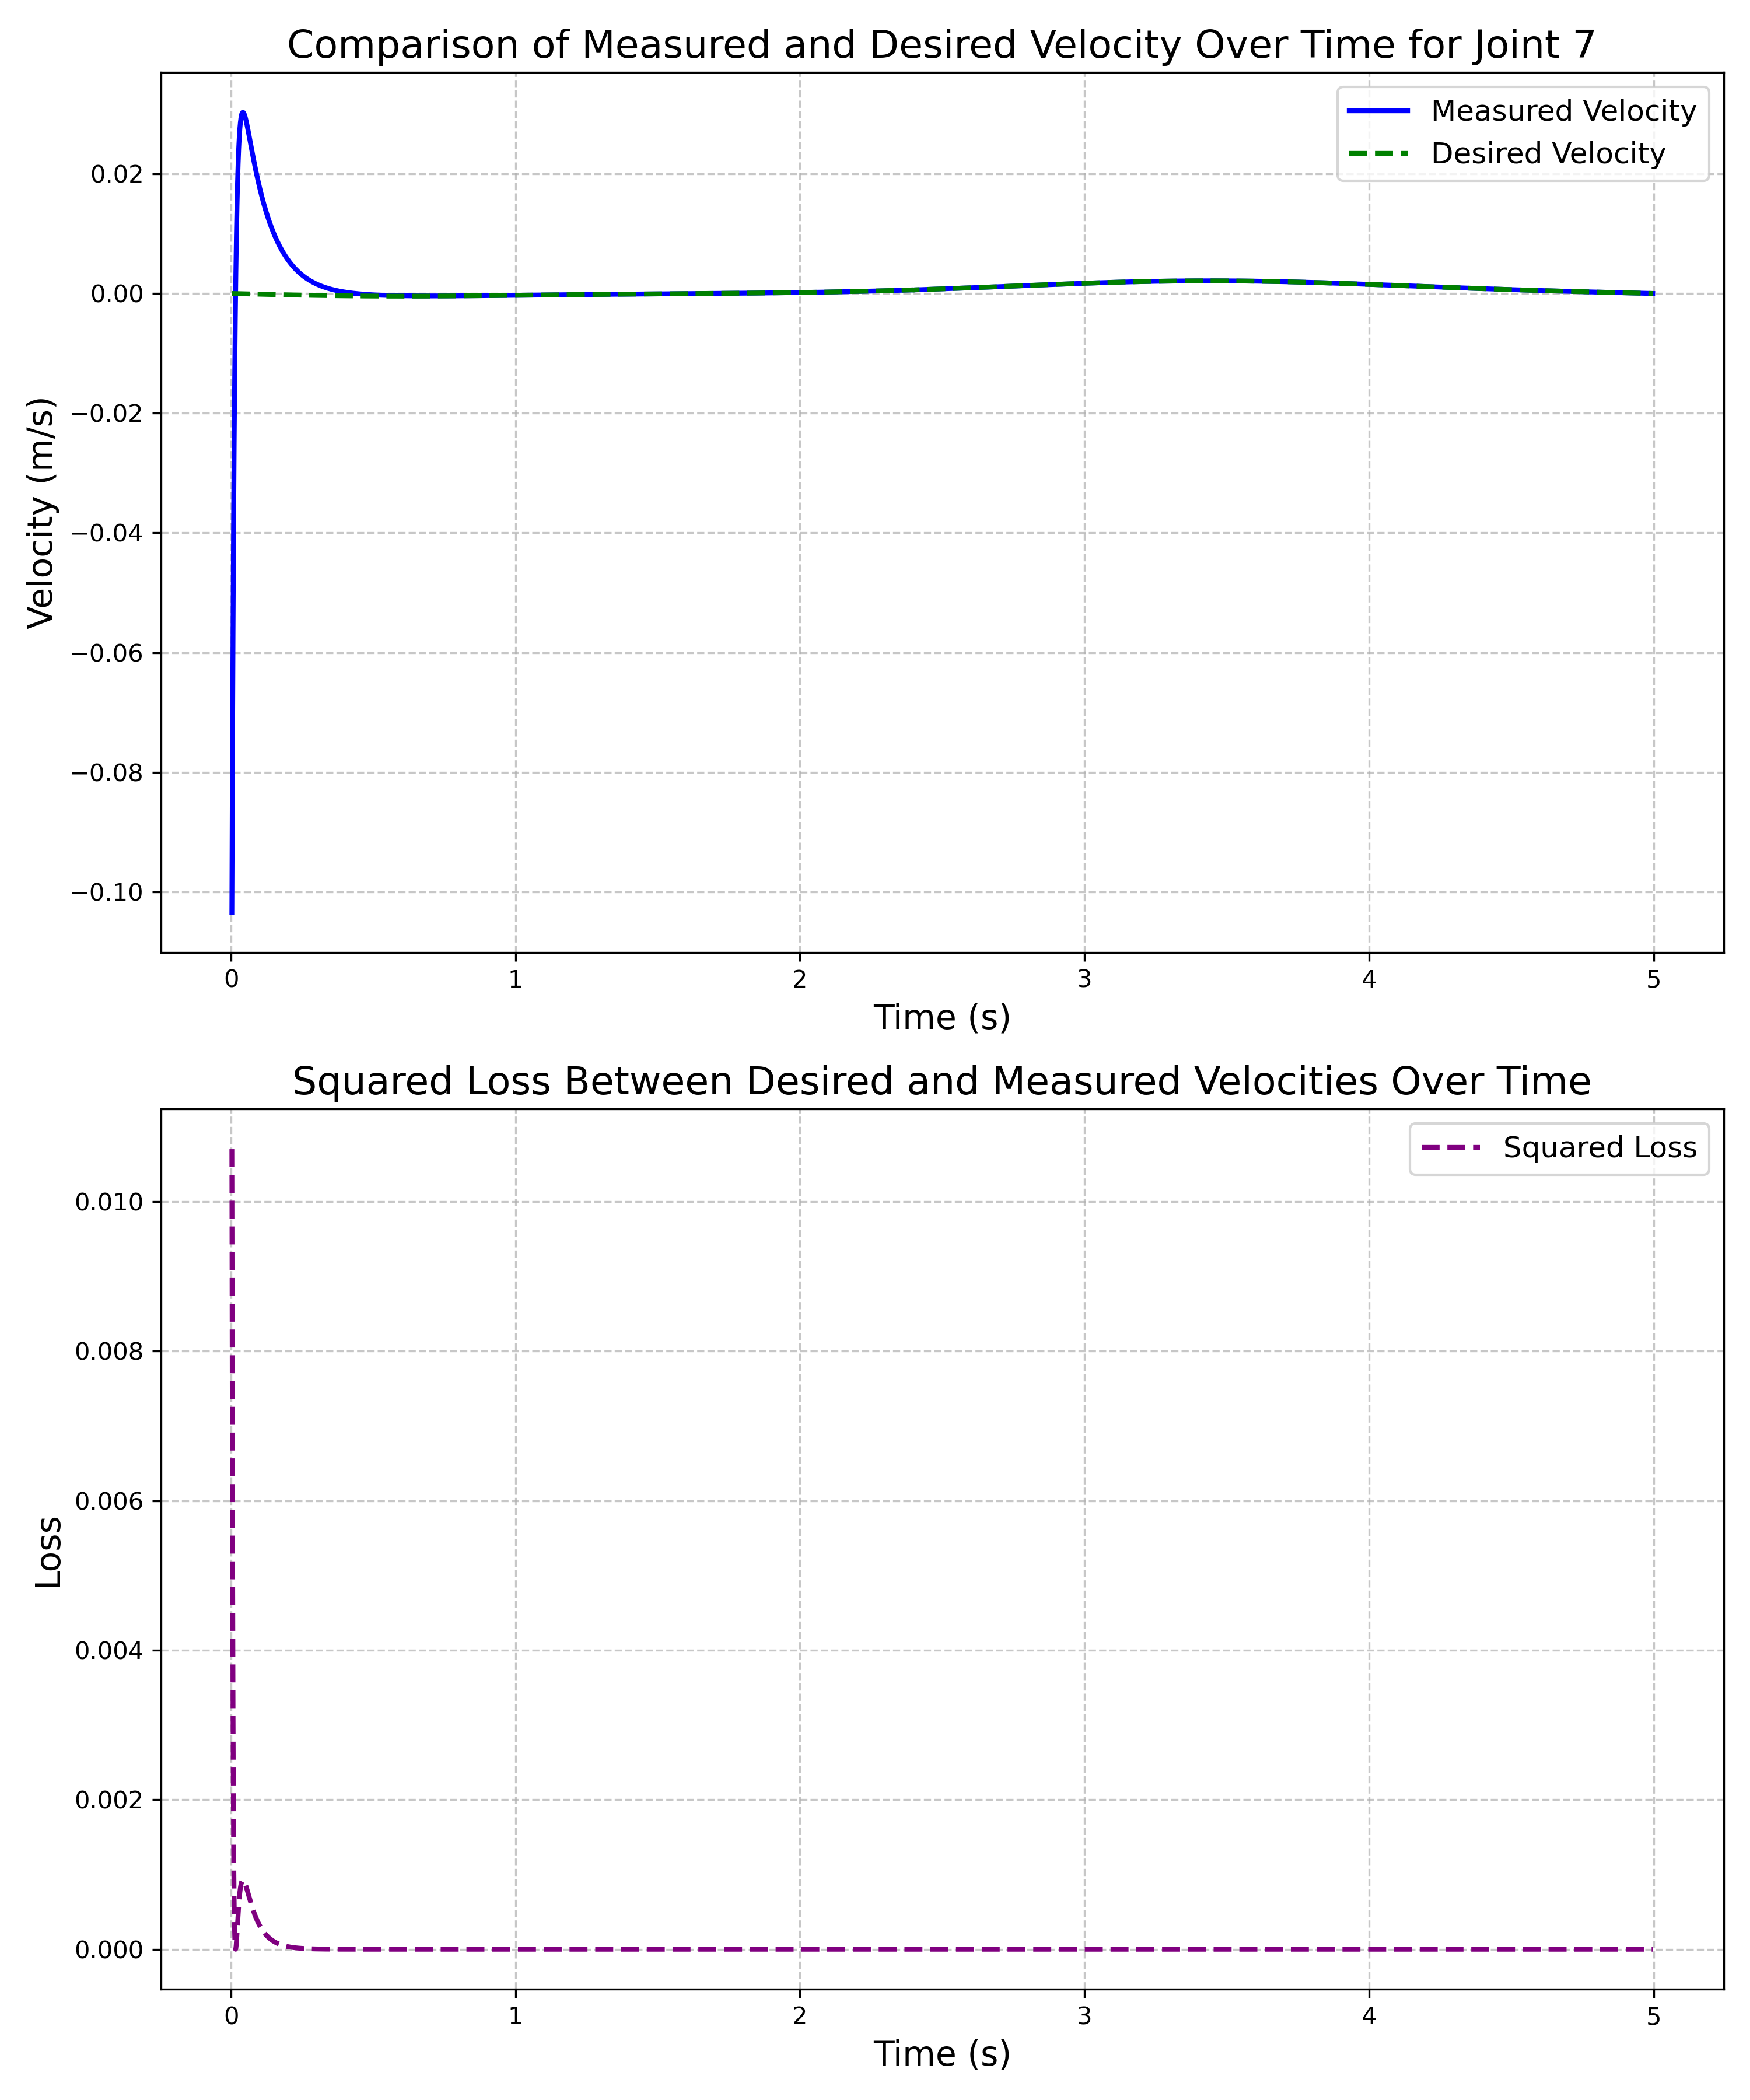 Comparison of Measured and Desired Velocity Over Time for Joint 7
Measured Velocity
Desired Velocity
0.02
0.00
−0.02
−0.04
−0.06
−0.08
−0.10
Velocity (m/s)
0 1 2 3 4 5
Time (s)
Squared Loss Between Desired and Measured Velocities Over Time
Squared Loss
0.010
0.008
0.006
0.004
0.002
0.000
Loss
0 1 2 3 4 5
Time (s)